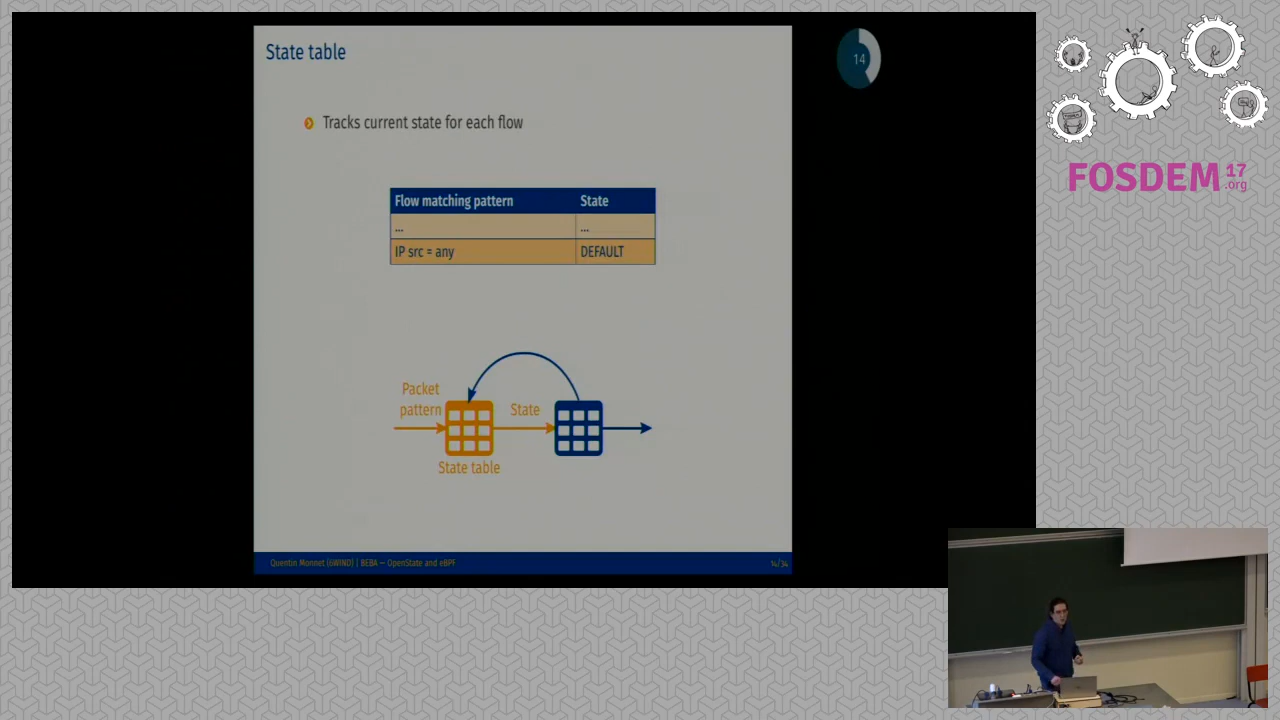 State table
14
Tracks current state for each flow
Flow matching pattern State
... ...
IP src = any DEFAULT
Packet
pattern
State
State table
Quentin Monnet (6WIND) | BEBA — OpenState and eBPF
14/34
FOSDEM 17
.org